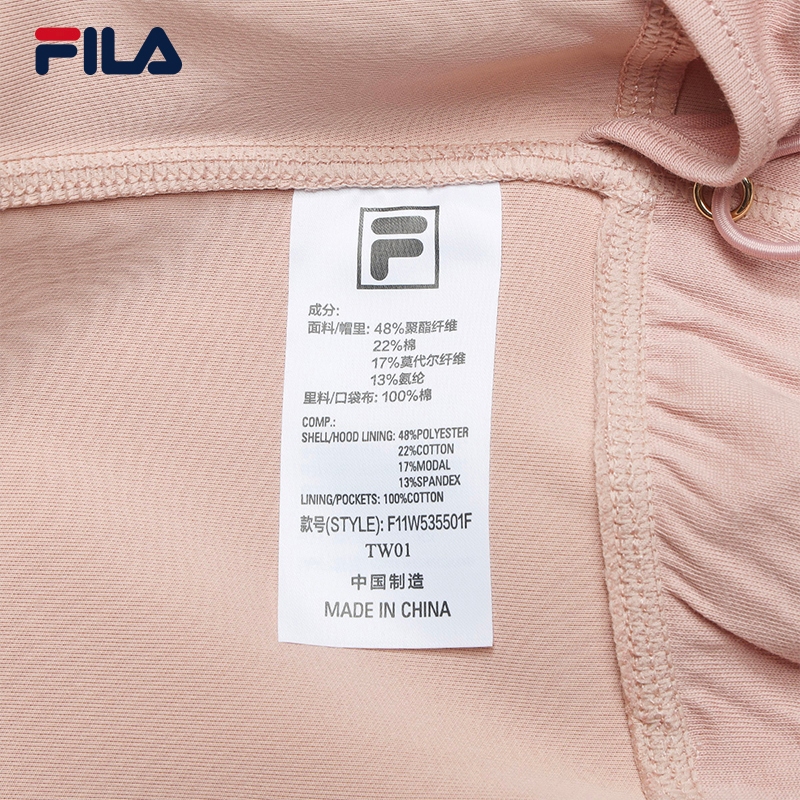 FILA
F
成分:
面料/帽里: 48%聚酯纤维
22%棉
17%莫代尔纤维
13%氨纶
里料/口袋布: 100%棉
COMP.:
SHELL/HOOD LINING: 48%POLYESTER
22%COTTON
17%MODAL
13%SPANDEX
LINING/POCKETS: 100%COTTON
款号(STYLE): F11W535501F
TW01
中国制造
MADE IN CHINA